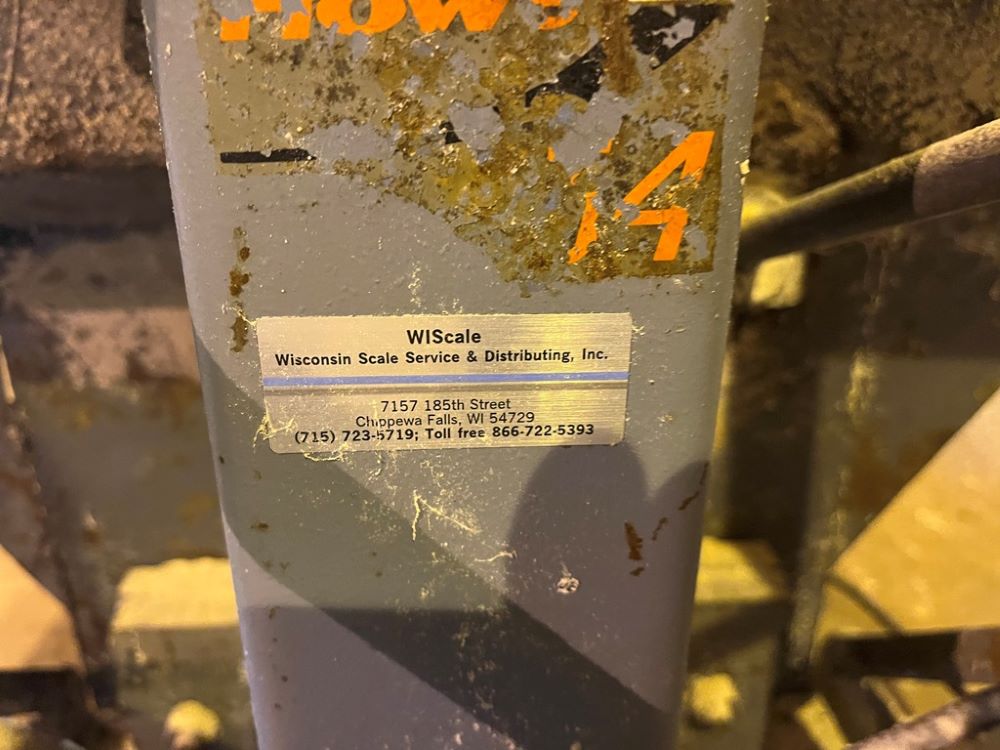 WIScale
Wisconsin Scale Service & Distributing, Inc.
7157 185th Street
Chippewa Falls, WI 54729
(715) 723-5719; Toll free 866-722-5393